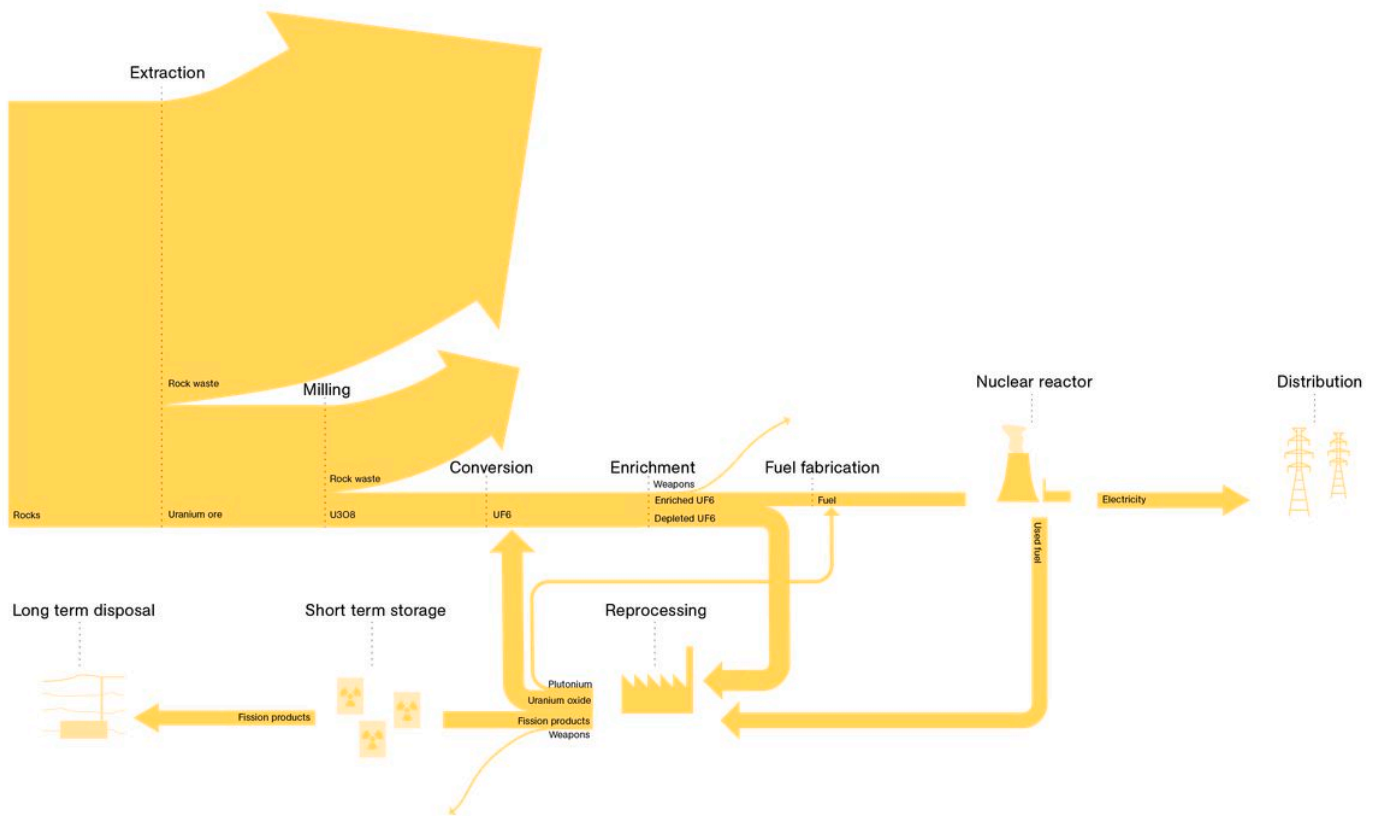 Extraction
Rock waste
Milling
Nuclear reactor
Distribution
Rock waste
Conversion
Enrichment
Fuel fabrication
Weapons
Enriched UF6
Fuel
Electricity
Rocks
Uranium ore
U3O8
UF6
Depleted UF6
Used fuel
Long term disposal
Short term storage
Reprocessing
Plutonium
Uranium oxide
Fission products
Fission products
Weapons